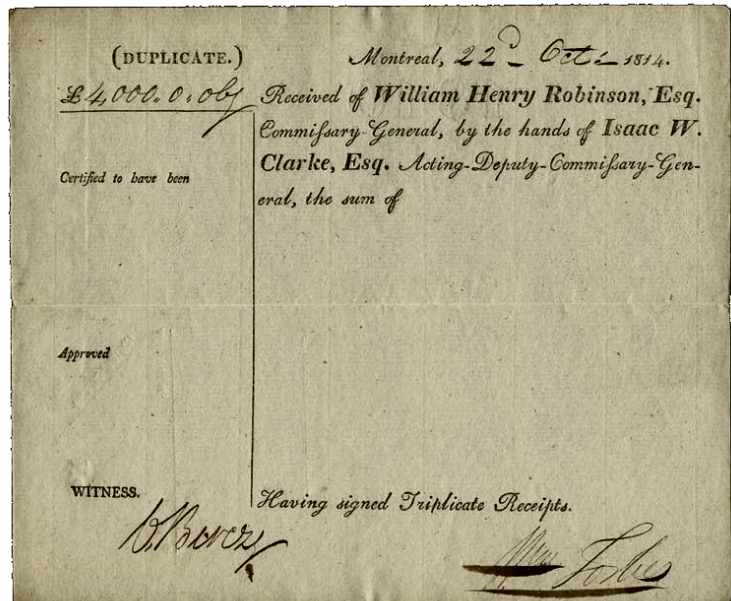 (DUPLICATE.)
Montreal, 22d Octr 1814.
£4,000.0.0
Received of William Henry Robinson, Esq.
Commiſsary-General, by the hands of Isaac W.
Clarke, Esq. Acting-Deputy-Commiſsary-Gen-
eral, the sum of
Certified to have been
Approved
WITNESS.
Having signed Triplicate Receipts.
Forbes